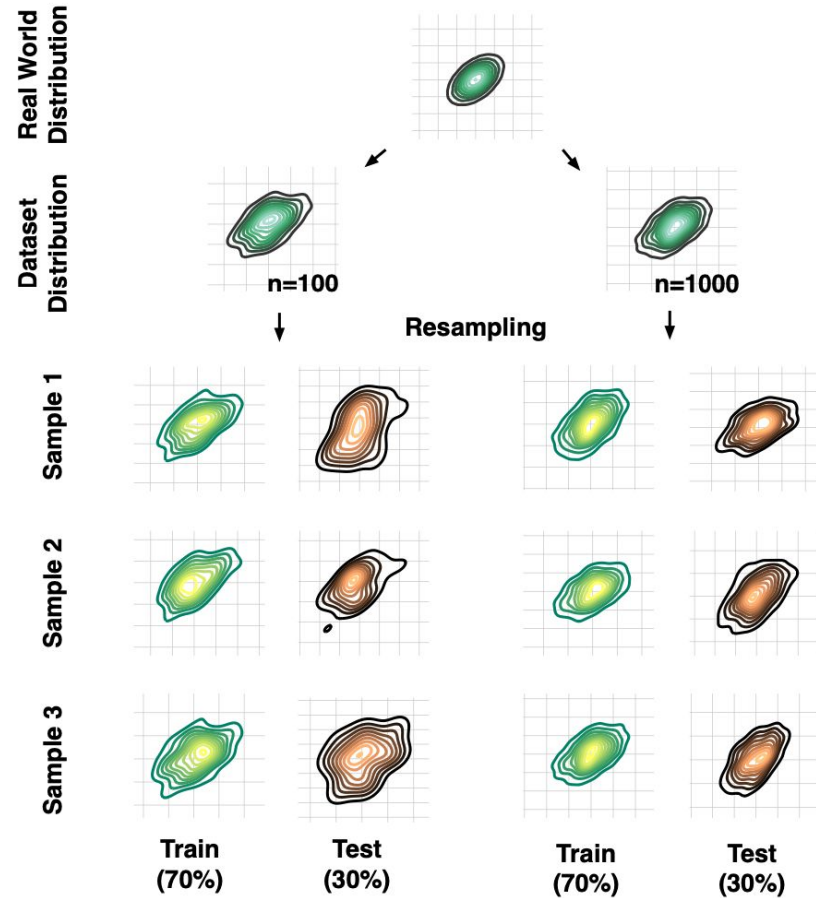 Real World
Distribution
Dataset
Distribution
n=100
n=1000
Resampling
Sample 1
Sample 2
Sample 3
Train
(70%)
Test
(30%)
Train
(70%)
Test
(30%)